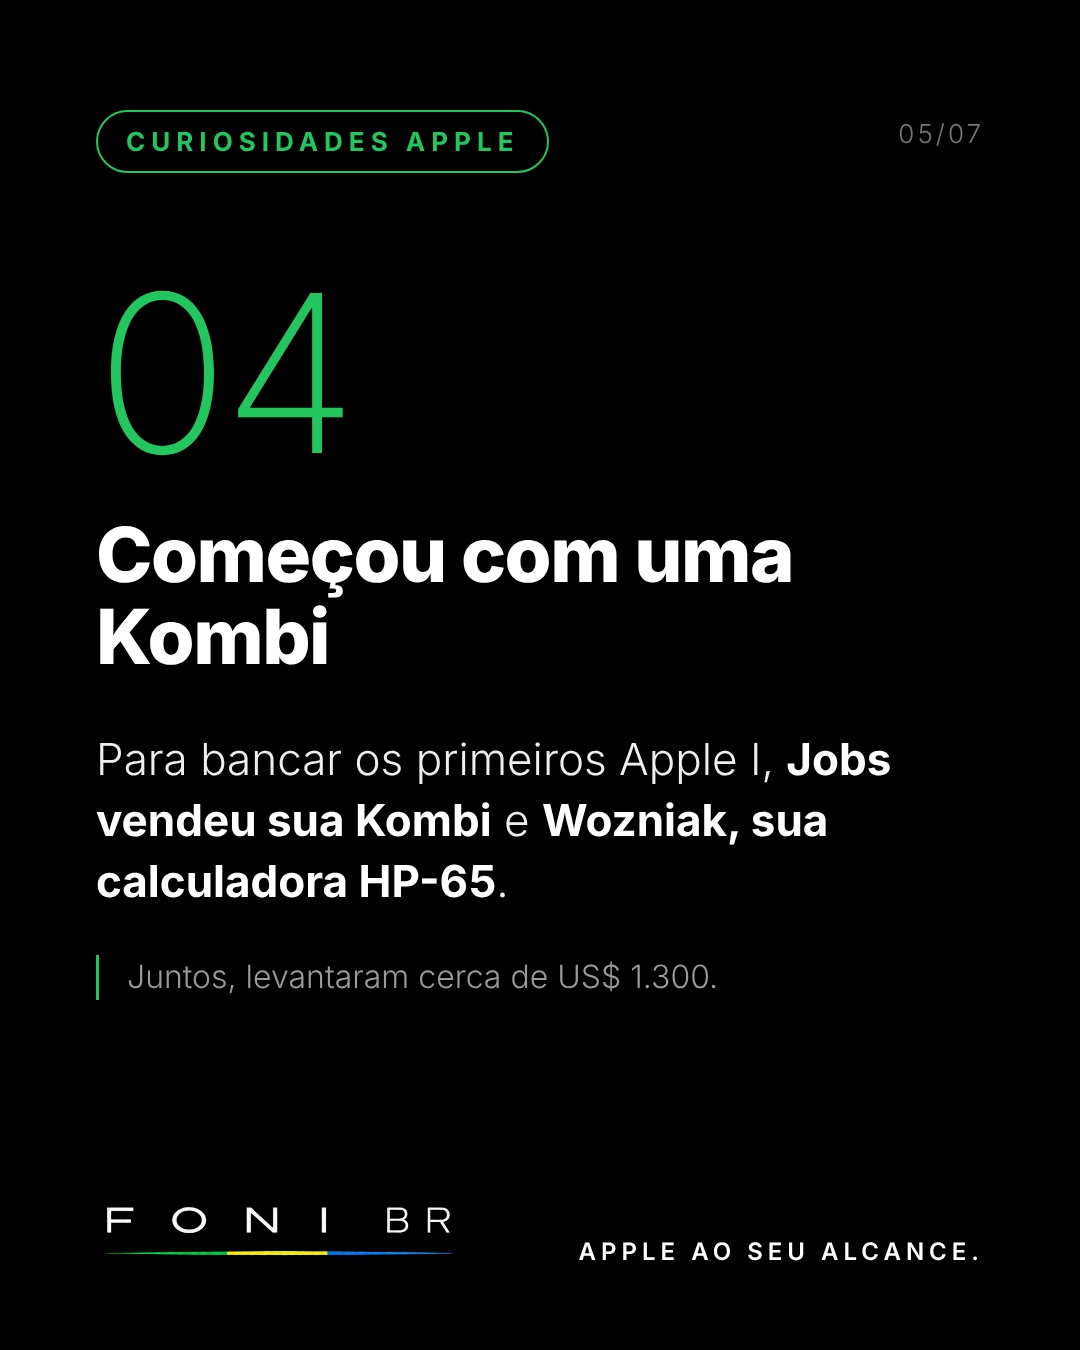 CURIOSIDADES APPLE
05/07
04
Começou com uma
Kombi
Para bancar os primeiros Apple I, Jobs
vendeu sua Kombi e Wozniak, sua
calculadora HP-65.
Juntos, levantaram cerca de US$ 1.300.
FONI BR
APPLE AO SEU ALCANCE.